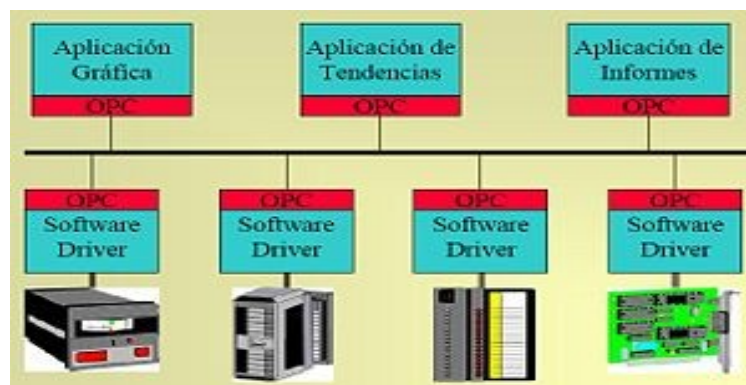 Aplicación
Gráfica
OPC
Aplicación de
Tendencias
OPC
Aplicación de
Informes
OPC
OPC
Software
Driver
OPC
Software
Driver
OPC
Software
Driver
OPC
Software
Driver